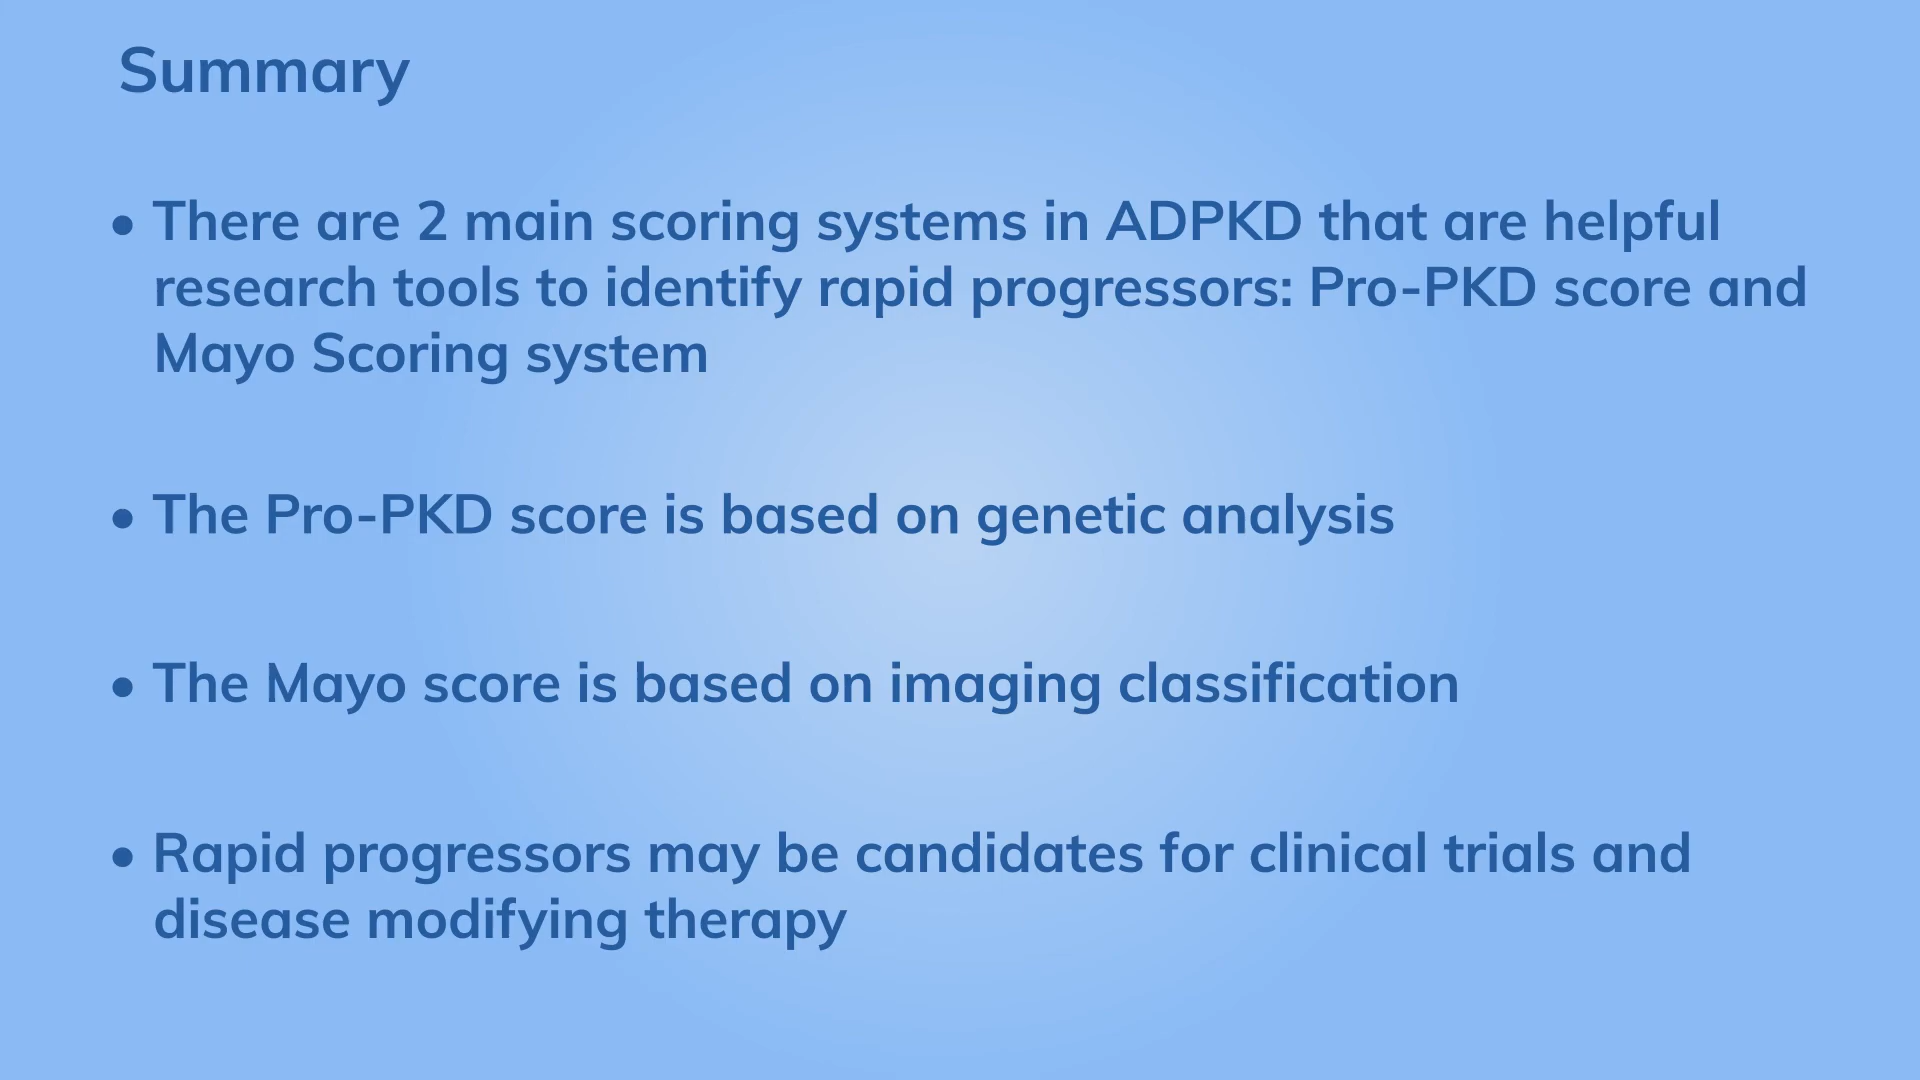 Summary
• There are 2 main scoring systems in ADPKD that are helpful
research tools to identify rapid progressors: Pro-PKD score and
Mayo Scoring system
• The Pro-PKD score is based on genetic analysis
• The Mayo score is based on imaging classification
• Rapid progressors may be candidates for clinical trials and
disease modifying therapy